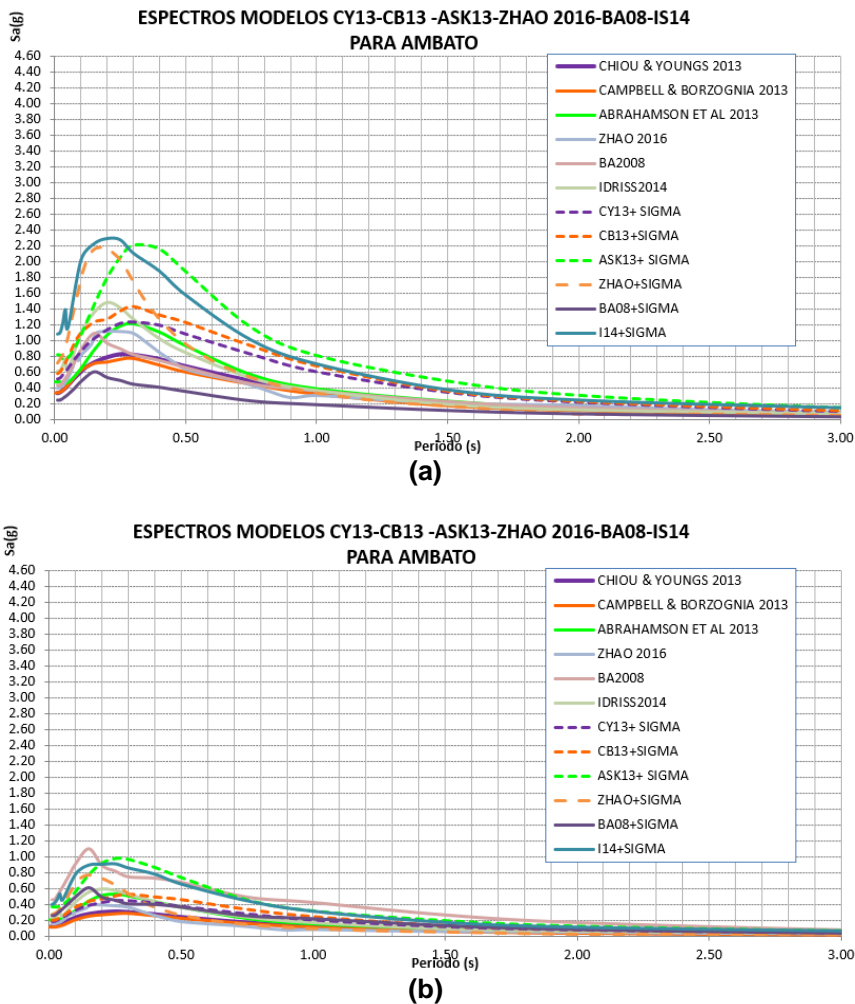 ESPECTROS MODELOS CY13-CB13 -ASK13-ZHAO 2016-BA08-IS14
PARA AMBATO
Sa(g)
4.60
4.40
4.20
4.00
3.80
3.60
3.40
3.20
3.00
2.80
2.60
2.40
2.20
2.00
1.80
1.60
1.40
1.20
1.00
0.80
0.60
0.40
0.20
0.00
CHIOU & YOUNGS 2013
CAMPBELL & BORZOGNIA 2013
ABRAHAMSON ET AL 2013
ZHAO 2016
BA2008
IDRISS2014
CY13+ SIGMA
CB13+SIGMA
ASK13+ SIGMA
ZHAO+SIGMA
BA08+SIGMA
I14+SIGMA
0.00 0.50 1.00 1.50 2.00 2.50 3.00
Período (s)
(a)
ESPECTROS MODELOS CY13-CB13 -ASK13-ZHAO 2016-BA08-IS14
PARA AMBATO
Sa(g)
4.60
4.40
4.20
4.00
3.80
3.60
3.40
3.20
3.00
2.80
2.60
2.40
2.20
2.00
1.80
1.60
1.40
1.20
1.00
0.80
0.60
0.40
0.20
0.00
CHIOU & YOUNGS 2013
CAMPBELL & BORZOGNIA 2013
ABRAHAMSON ET AL 2013
ZHAO 2016
BA2008
IDRISS2014
CY13+ SIGMA
CB13+SIGMA
ASK13+ SIGMA
ZHAO+SIGMA
BA08+SIGMA
I14+SIGMA
0.00 0.50 1.00 1.50 2.00 2.50 3.00
Período (s)
(b)